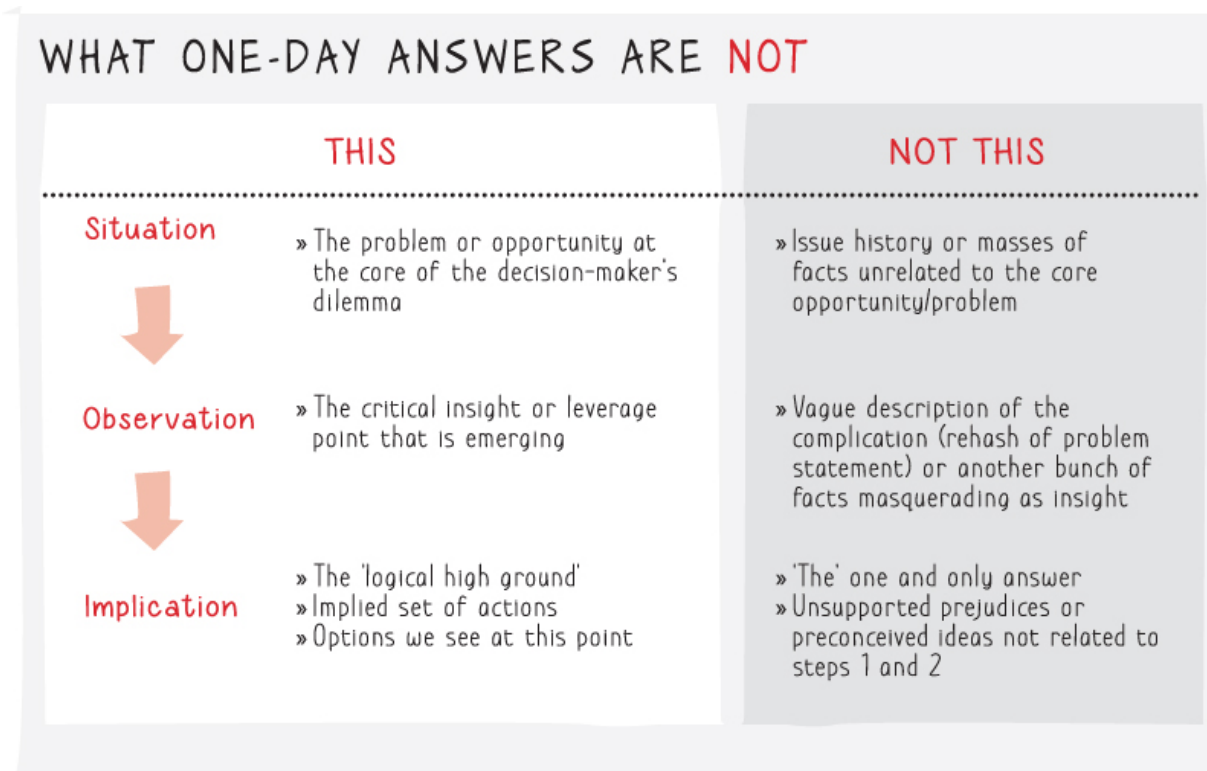 WHAT ONE-DAY ANSWERS ARE NOT
THIS
NOT THIS
Situation
» The problem or opportunity at
the core of the decision-maker's
dilemma
» Issue history or masses of
facts unrelated to the core
opportunity/problem
Observation
» The critical insight or leverage
point that is emerging
» Vague description of the
complication (rehash of problem
statement) or another bunch of
facts masquerading as insight
Implication
» The 'logical high ground'
» Implied set of actions
» Options we see at this point
» 'The' one and only answer
» Unsupported prejudices or
preconceived ideas not related to
steps 1 and 2